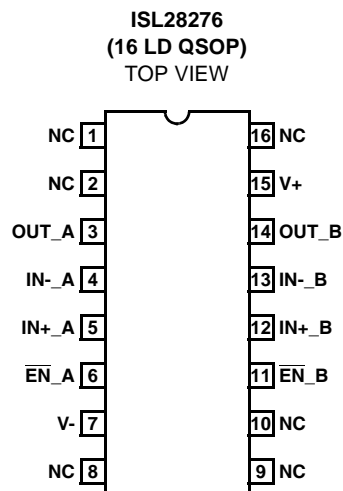 ISL28276
(16 LD QSOP)
TOP VIEW
NC 1 16 NC
NC 2 15 V+
OUT_A 3 14 OUT_B
IN-_A 4 13 IN-_B
IN+_A 5 12 IN+_B
E̅N̅_A 6 11 E̅N̅_B
V- 7 10 NC
NC 8 9 NC